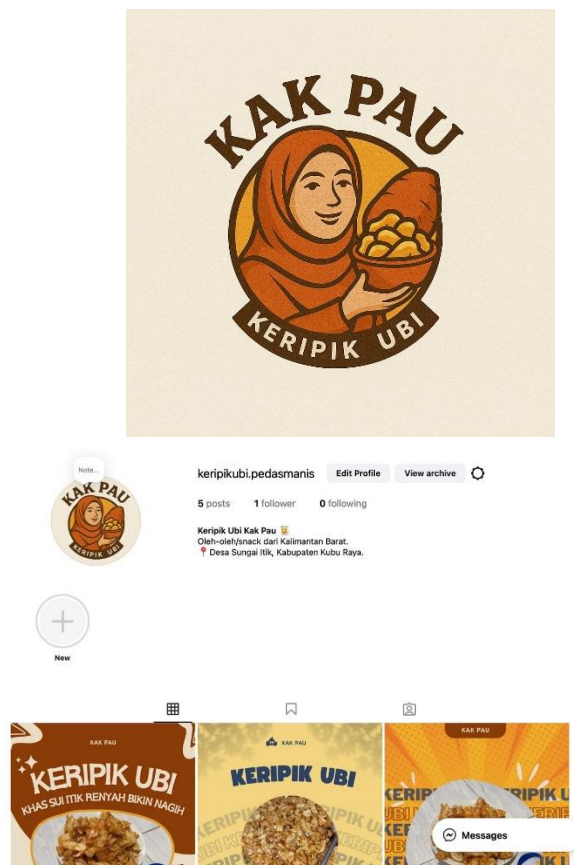 KAK PAU
KERIPIK UBI
Note...
KAK PAU
KERIPIK UBI
keripikubi.pedasmanis Edit Profile View archive
5 posts 1 follower 0 following
Keripik Ubi Kak Pau
Oleh-oleh/snack dari Kalimantan Barat.
Desa Sungai Itik, Kabupaten Kubu Raya.
New
KAK PAU
KERIPIK UBI
KHAS SUI ITIK RENYAH BIKIN NAGIH
KAK PAU
KERIPIK UBI
KAK PAU
Messages